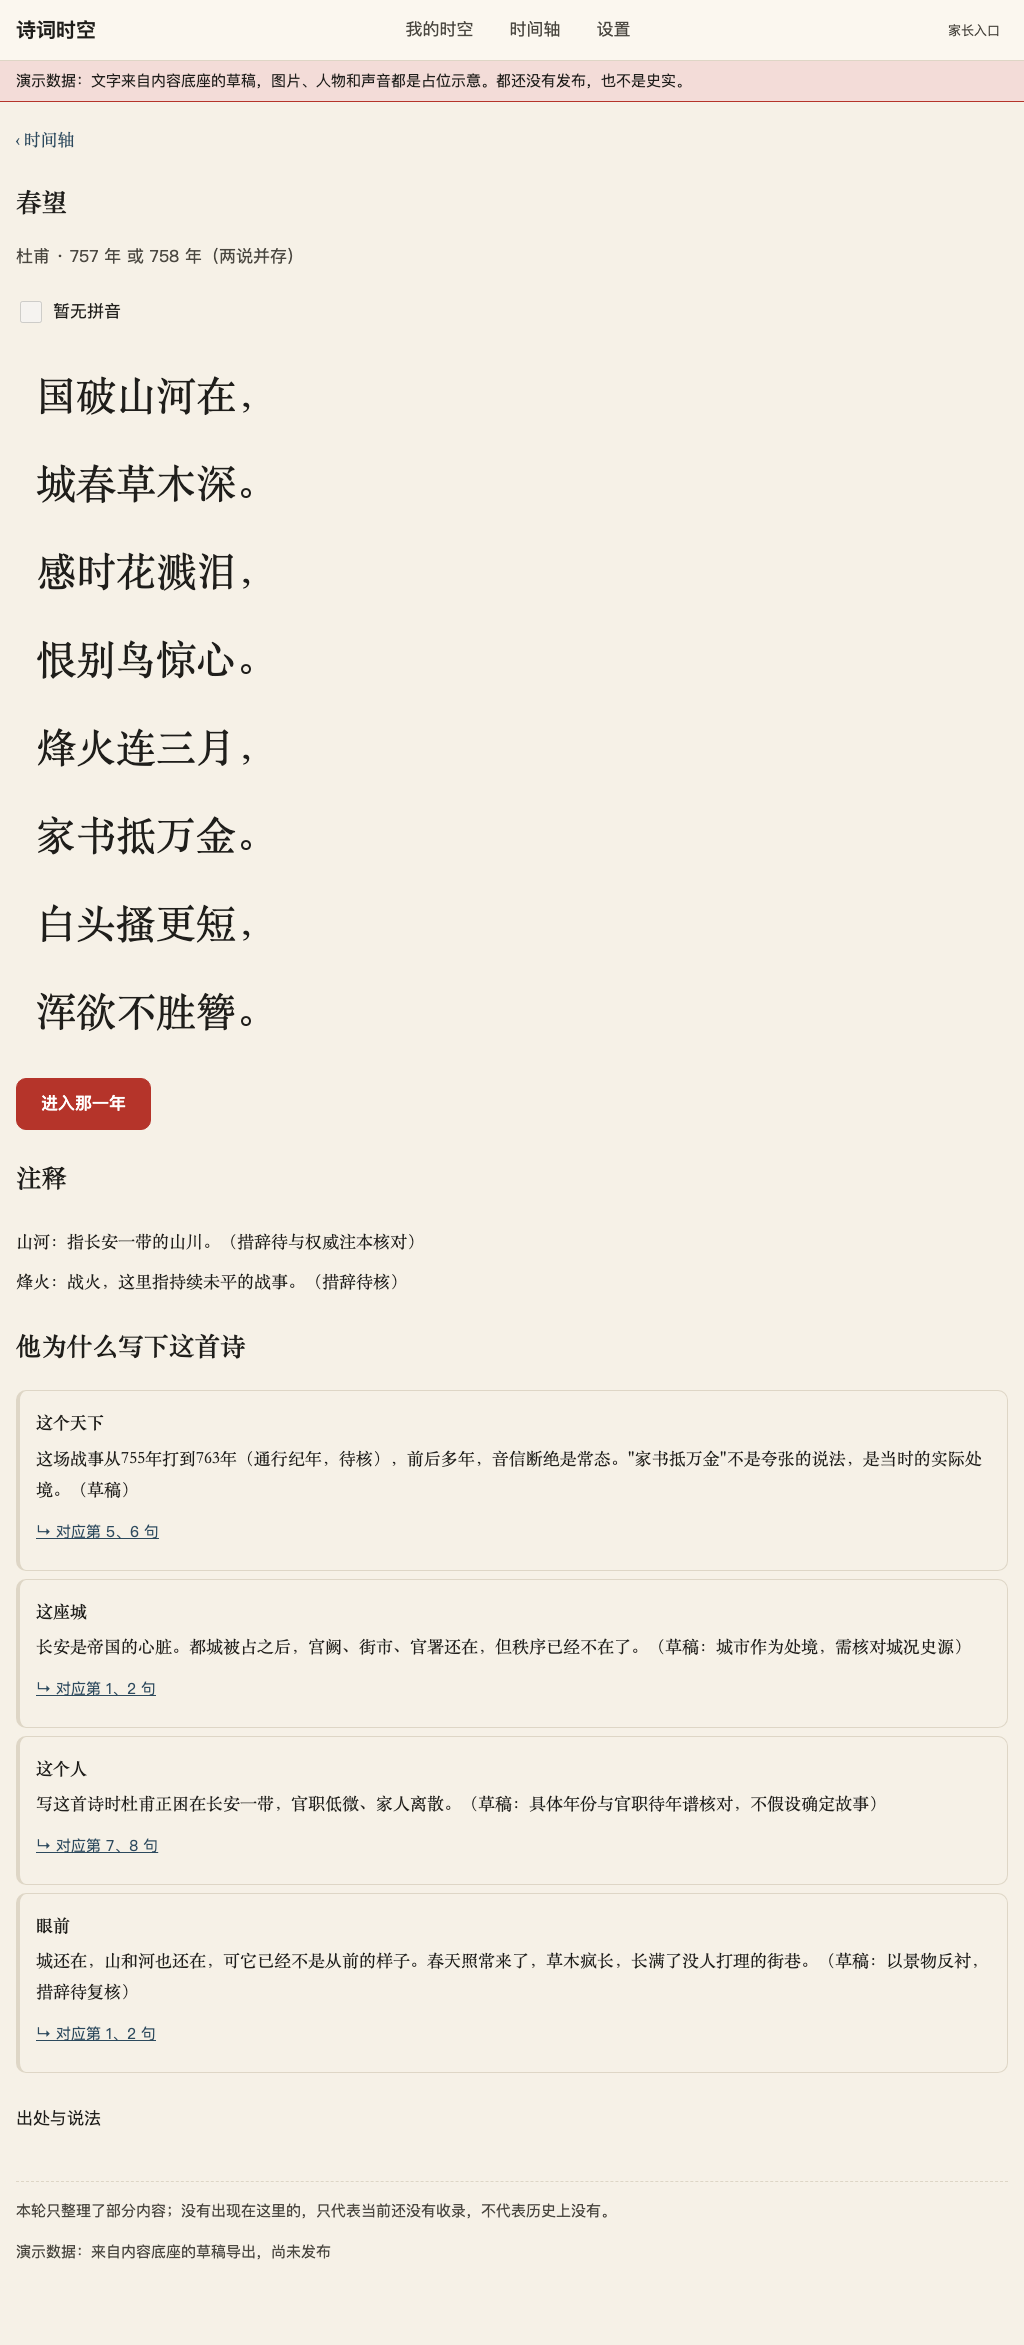 诗词时空
我的时空 时间轴 设置
家长入口
演示数据：文字来自内容底座的草稿，图片、人物和声音都是占位示意。都还没有发布，也不是史实。
‹ 时间轴
春望
杜甫 · 757 年 或 758 年（两说并存）
暂无拼音
国破山河在，
城春草木深。
感时花溅泪，
恨别鸟惊心。
烽火连三月，
家书抵万金。
白头搔更短，
浑欲不胜簪。
进入那一年
注释
山河：指长安一带的山川。（措辞待与权威注本核对）
烽火：战火，这里指持续未平的战事。（措辞待核）
他为什么写下这首诗
这个天下
这场战事从755年打到763年（通行纪年，待核），前后多年，音信断绝是常态。"家书抵万金"不是夸张的说法，是当时的实际处
境。（草稿）
↳ 对应第 5、6 句
这座城
长安是帝国的心脏。都城被占之后，宫阙、街市、官署还在，但秩序已经不在了。（草稿：城市作为处境，需核对城况史源）
↳ 对应第 1、2 句
这个人
写这首诗时杜甫正困在长安一带，官职低微、家人离散。（草稿：具体年份与官职待年谱核对，不假设确定故事）
↳ 对应第 7、8 句
眼前
城还在，山和河也还在，可它已经不是从前的样子。春天照常来了，草木疯长，长满了没人打理的街巷。（草稿：以景物反衬，
措辞待复核）
↳ 对应第 1、2 句
出处与说法
本轮只整理了部分内容；没有出现在这里的，只代表当前还没有收录，不代表历史上没有。
演示数据：来自内容底座的草稿导出，尚未发布